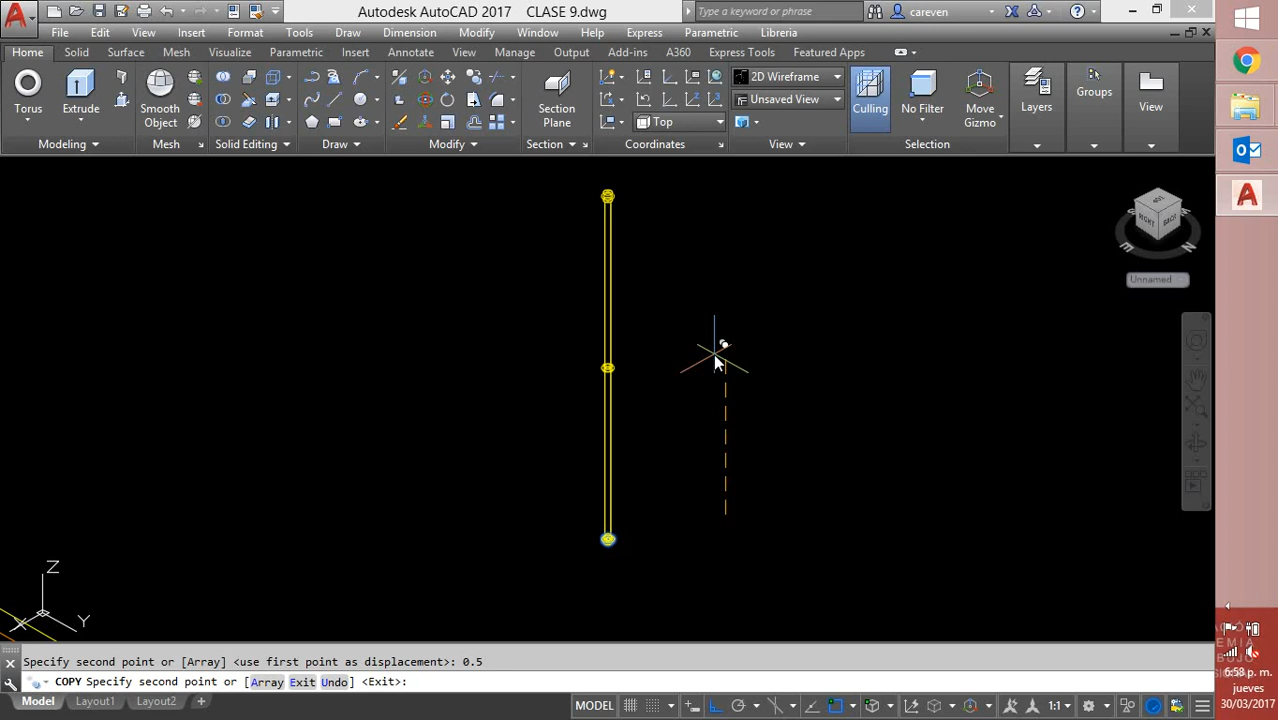 Autodesk AutoCAD 2017 CLASE 9.dwg
Type a keyword or phrase
careven
File Edit View Insert Format Tools Draw Dimension Modify Window Help Express Parametric Libreria
Home Solid Surface Mesh Visualize Parametric Insert Annotate View Manage Output Add-ins A360 Express Tools Featured Apps
Torus Extrude Smooth Object Section Plane 2D Wireframe Unsaved View Top Culling No Filter Move Gizmo Layers Groups View
Modeling Mesh Solid Editing Draw Modify Section Coordinates View Selection
TOP
RIGHT BACK
S E N
Unnamed
Z
X Y
Specify second point or [Array] <use first point as displacement>: 0.5
COPY Specify second point or [Array Exit Undo] <Exit>:
Model Layout1 Layout2 +
MODEL 1:1
6:58 p. m.
jueves
30/03/2017